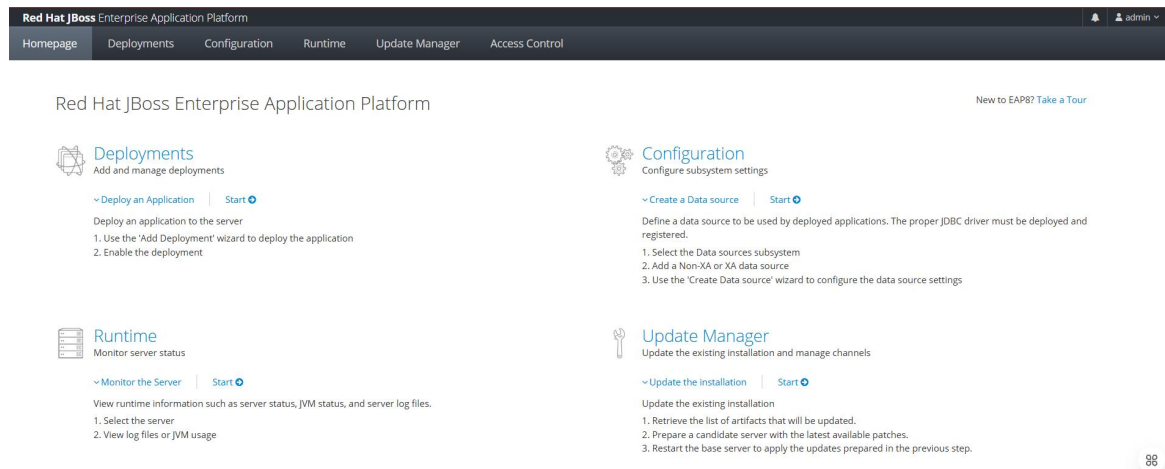 Red Hat JBoss Enterprise Application Platform
admin
Homepage Deployments Configuration Runtime Update Manager Access Control
Red Hat JBoss Enterprise Application Platform
New to EAP8? Take a Tour
Deployments
Add and manage deployments
Deploy an Application Start
Deploy an application to the server
1. Use the 'Add Deployment' wizard to deploy the application
2. Enable the deployment
Configuration
Configure subsystem settings
Create a Data source Start
Define a data source to be used by deployed applications. The proper JDBC driver must be deployed and
registered.
1. Select the Data sources subsystem
2. Add a Non-XA or XA data source
3. Use the 'Create Data source' wizard to configure the data source settings
Runtime
Monitor server status
Monitor the Server Start
View runtime information such as server status, JVM status, and server log files.
1. Select the server
2. View log files or JVM usage
Update Manager
Update the existing installation and manage channels
Update the installation Start
Update the existing installation
1. Retrieve the list of artifacts that will be updated.
2. Prepare a candidate server with the latest available patches.
3. Restart the base server to apply the updates prepared in the previous step.